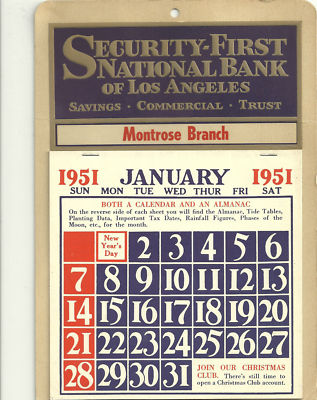 SECURITY-FIRST
NATIONAL BANK
OF LOS ANGELES
SAVINGS · COMMERCIAL · TRUST
Montrose Branch
1951 JANUARY 1951
SUN MON TUE WED THUR FRI SAT
BOTH A CALENDAR AND AN ALMANAC
On the reverse side of each sheet you will find the Almanac, Tide Tables,
Planting Data, Important Tax Dates, Rainfall Figures, Phases of the
Moon, etc., for the month.
New
Year's
Day
2 3 4 5 6
7 8 9 10 11 12 13
14 15 16 17 18 19 20
21 22 23 24 25 26 27
28 29 30 31
JOIN OUR CHRISTMAS
CLUB. There's still time to
open a Christmas Club account.